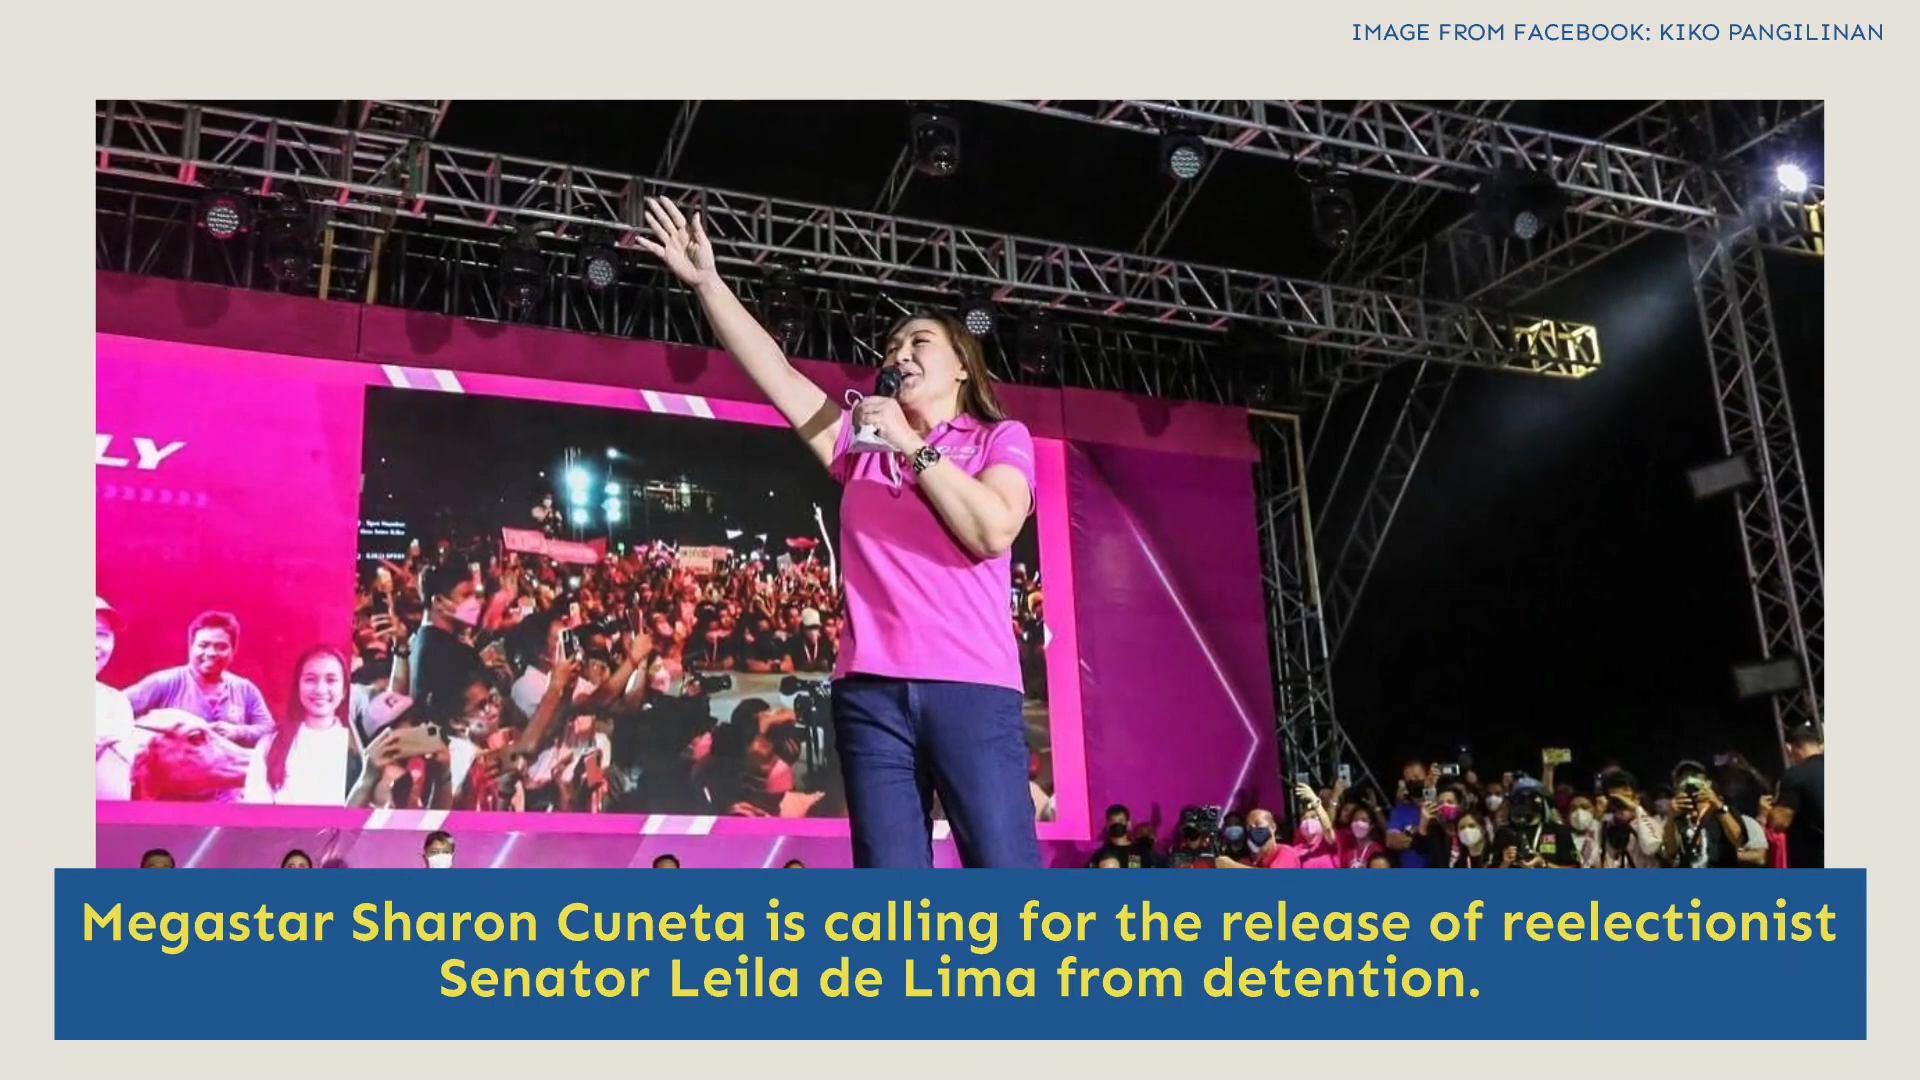 IMAGE FROM FACEBOOK: KIKO PANGILINAN
LY
Megastar Sharon Cuneta is calling for the release of reelectionist
Senator Leila de Lima from detention.